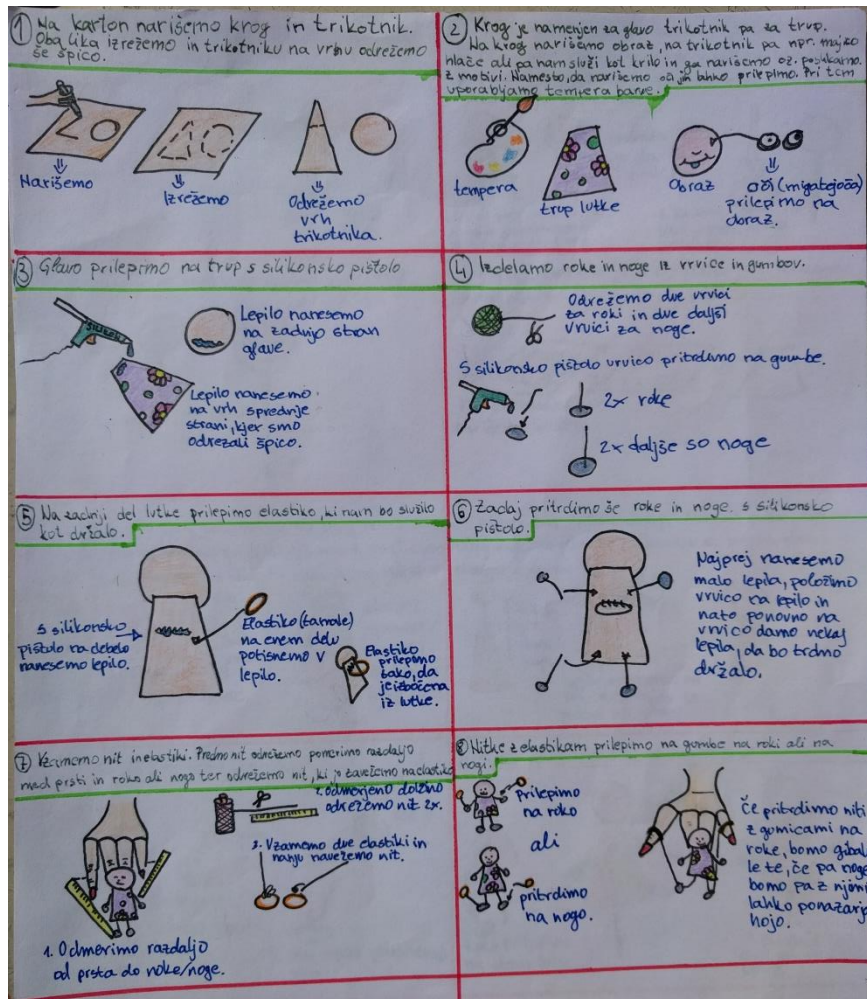 ① Na karton narišemo krog in trikotnik.
Oba lika izrežemo in trikotniku na vrhu odrežemo
še špico.
Narišemo
Izrežemo
Odrežemo
vrh
trikotnika.
② Krog je namenjen za glavo trikotnik pa za trup.
Na krog narišemo obraz, na trikotnik pa npr. majico
hlače ali pa nam služi kot krilo in ga narišemo oz. poslikamo.
z motivi. Namesto, da narišemo oči jih lahko prilepimo. Pri tem
uporabljamo tempera barve.
tempera
trup lutke
Obraz
oči (migatajoča)
prilepimo na
obraz.
③ Glavo prilepimo na trup s silikonsko pištolo
SILIKON
Lepilo nanesemo
na zadnjo stran
glave.
Lepilo nanesemo
na vrh sprednje
strani, kjer smo
odrezali špico.
④ Izdelamo roke in noge iz vrvice in gumbov.
Odrežemo dve vrvici
za roki in dve daljši
vrvici za noge.
S silikonsko pištolo vrvico pritrdimo na gumbe.
2x roke
2x daljše so noge
⑤ Na zadnji del lutke prilepimo elastiko, ki nam bo služilo
kot držalo.
S silikonsko
pištolo na debelo
nanesemo lepilo.
Elastiko (ta male)
na enem delu
potisnemo v
lepilo.
Elastiko
prilepimo
tako, da
je izbočena
iz lutke.
⑥ Zadaj pritrdimo še roke in noge s silikonsko
pištolo.
Najprej nanesemo
malo lepila, položimo
vrvico na lepilo in
nato ponovno na
vrvico damo nekaj
lepila, da bo trdno
držalo.
⑦ Vzamemo nit in elastiki. Predno nit odrežemo pomerimo razdaljo
med prsti in roko ali nogo ter odrežemo nit, ki jo zavežemo na elastiko
1. Odmerimo razdaljo
od prsta do roke/noge.
2. odmerjeno dolžino
odrežemo nit 2x.
3. Vzamemo dve elastiki in
nanju navežemo nit.
⑧ Nitke z elastikam prilepimo na gumbe na roki ali na
nogi.
Prilepimo
na roko
ali
pritrdimo
na nogo.
Če pritrdimo niti
z gumicami na
roke, bomo gibal
le te, če pa noge
bomo pa z njimi
lahko ponazarja
hojo.